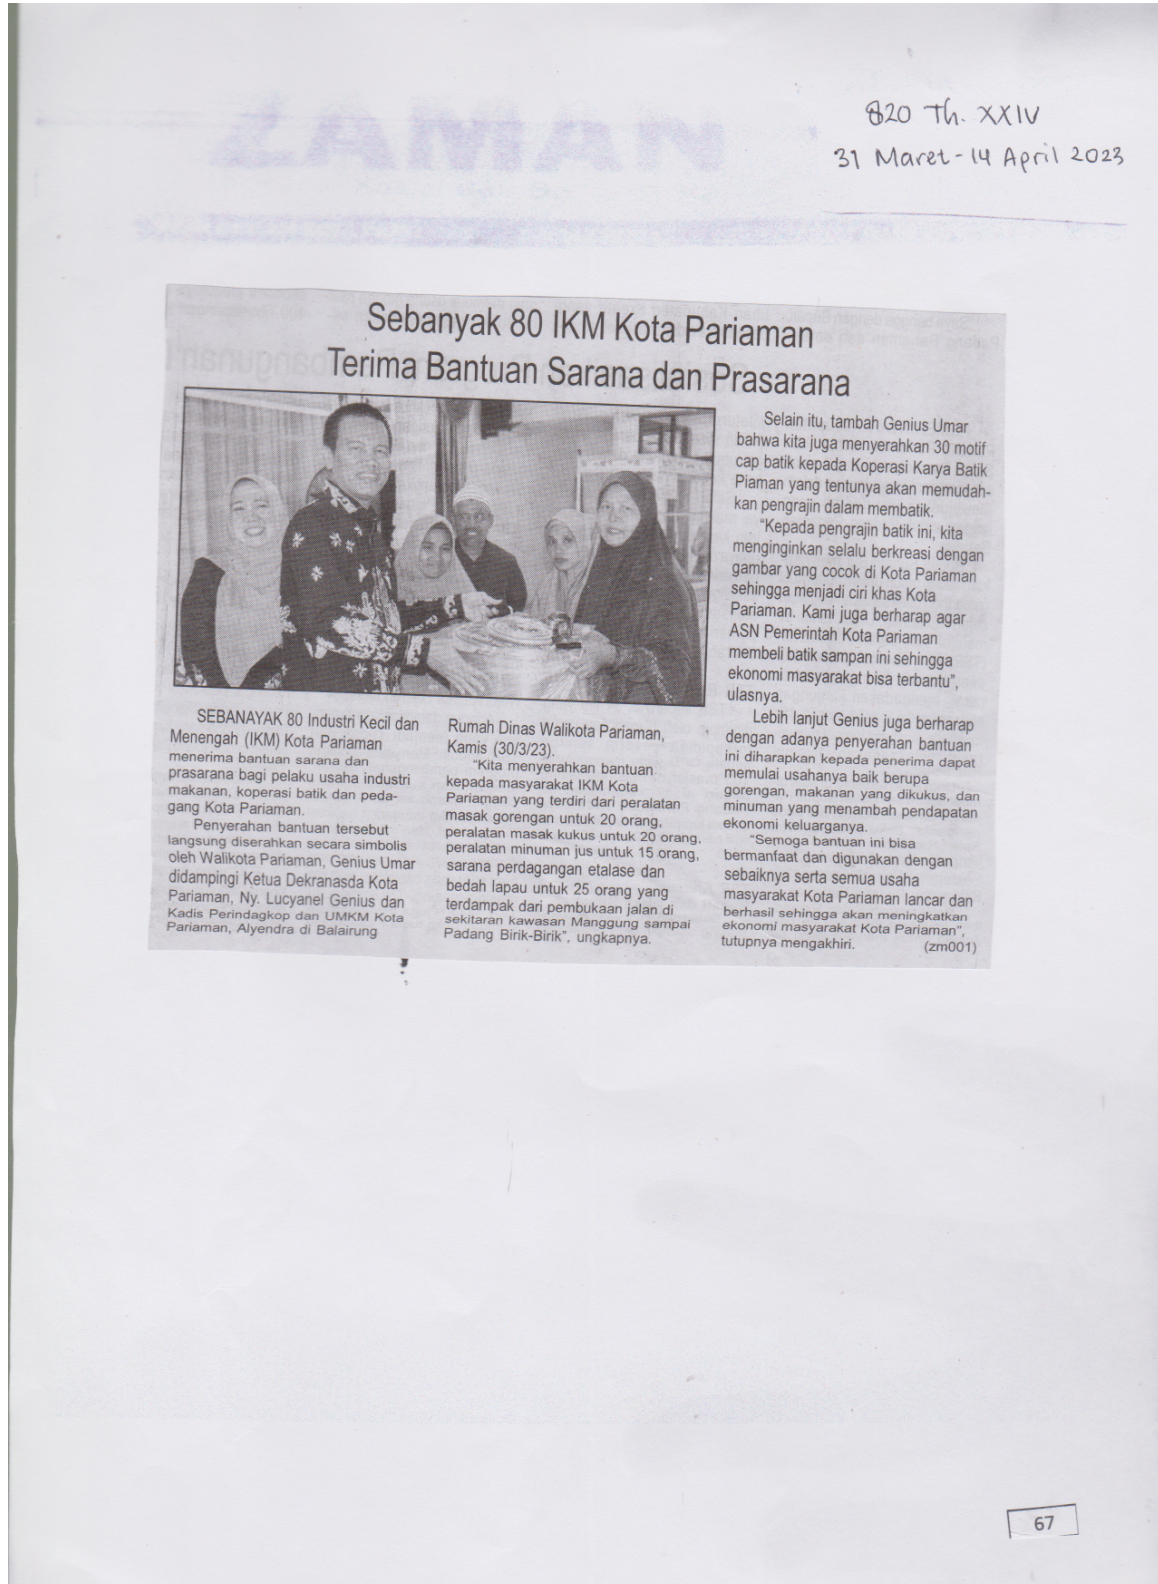 ZAMAN
820 Th. XXIV
31 Maret - 14 April 2023
Sebanyak 80 IKM Kota Pariaman
Terima Bantuan Sarana dan Prasarana
SEBANAYAK 80 Industri Kecil dan
Menengah (IKM) Kota Pariaman
menerima bantuan sarana dan
prasarana bagi pelaku usaha industri
makanan, koperasi batik dan peda-
gang Kota Pariaman.
Penyerahan bantuan tersebut
langsung diserahkan secara simbolis
oleh Walikota Pariaman, Genius Umar
didampingi Ketua Dekranasda Kota
Pariaman, Ny. Lucyanel Genius dan
Kadis Perindagkop dan UMKM Kota
Pariaman, Alyendra di Balairung
Rumah Dinas Walikota Pariaman,
Kamis (30/3/23).
"Kita menyerahkan bantuan
kepada masyarakat IKM Kota
Pariaman yang terdiri dari peralatan
masak gorengan untuk 20 orang,
peralatan masak kukus untuk 20 orang,
peralatan minuman jus untuk 15 orang,
sarana perdagangan etalase dan
bedah lapau untuk 25 orang yang
terdampak dari pembukaan jalan di
sekitaran kawasan Manggung sampai
Padang Birik-Birik", ungkapnya.
Selain itu, tambah Genius Umar
bahwa kita juga menyerahkan 30 motif
cap batik kepada Koperasi Karya Batik
Piaman yang tentunya akan memudah-
kan pengrajin dalam membatik.
"Kepada pengrajin batik ini, kita
menginginkan selalu berkreasi dengan
gambar yang cocok di Kota Pariaman
sehingga menjadi ciri khas Kota
Pariaman. Kami juga berharap agar
ASN Pemerintah Kota Pariaman
membeli batik sampan ini sehingga
ekonomi masyarakat bisa terbantu",
ulasnya.
Lebih lanjut Genius juga berharap
dengan adanya penyerahan bantuan
ini diharapkan kepada penerima dapat
memulai usahanya baik berupa
gorengan, makanan yang dikukus, dan
minuman yang menambah pendapatan
ekonomi keluarganya.
"Semoga bantuan ini bisa
bermanfaat dan digunakan dengan
sebaiknya serta semua usaha
masyarakat Kota Pariaman lancar dan
berhasil sehingga akan meningkatkan
ekonomi masyarakat Kota Pariaman",
tutupnya mengakhiri. (zm001)
67